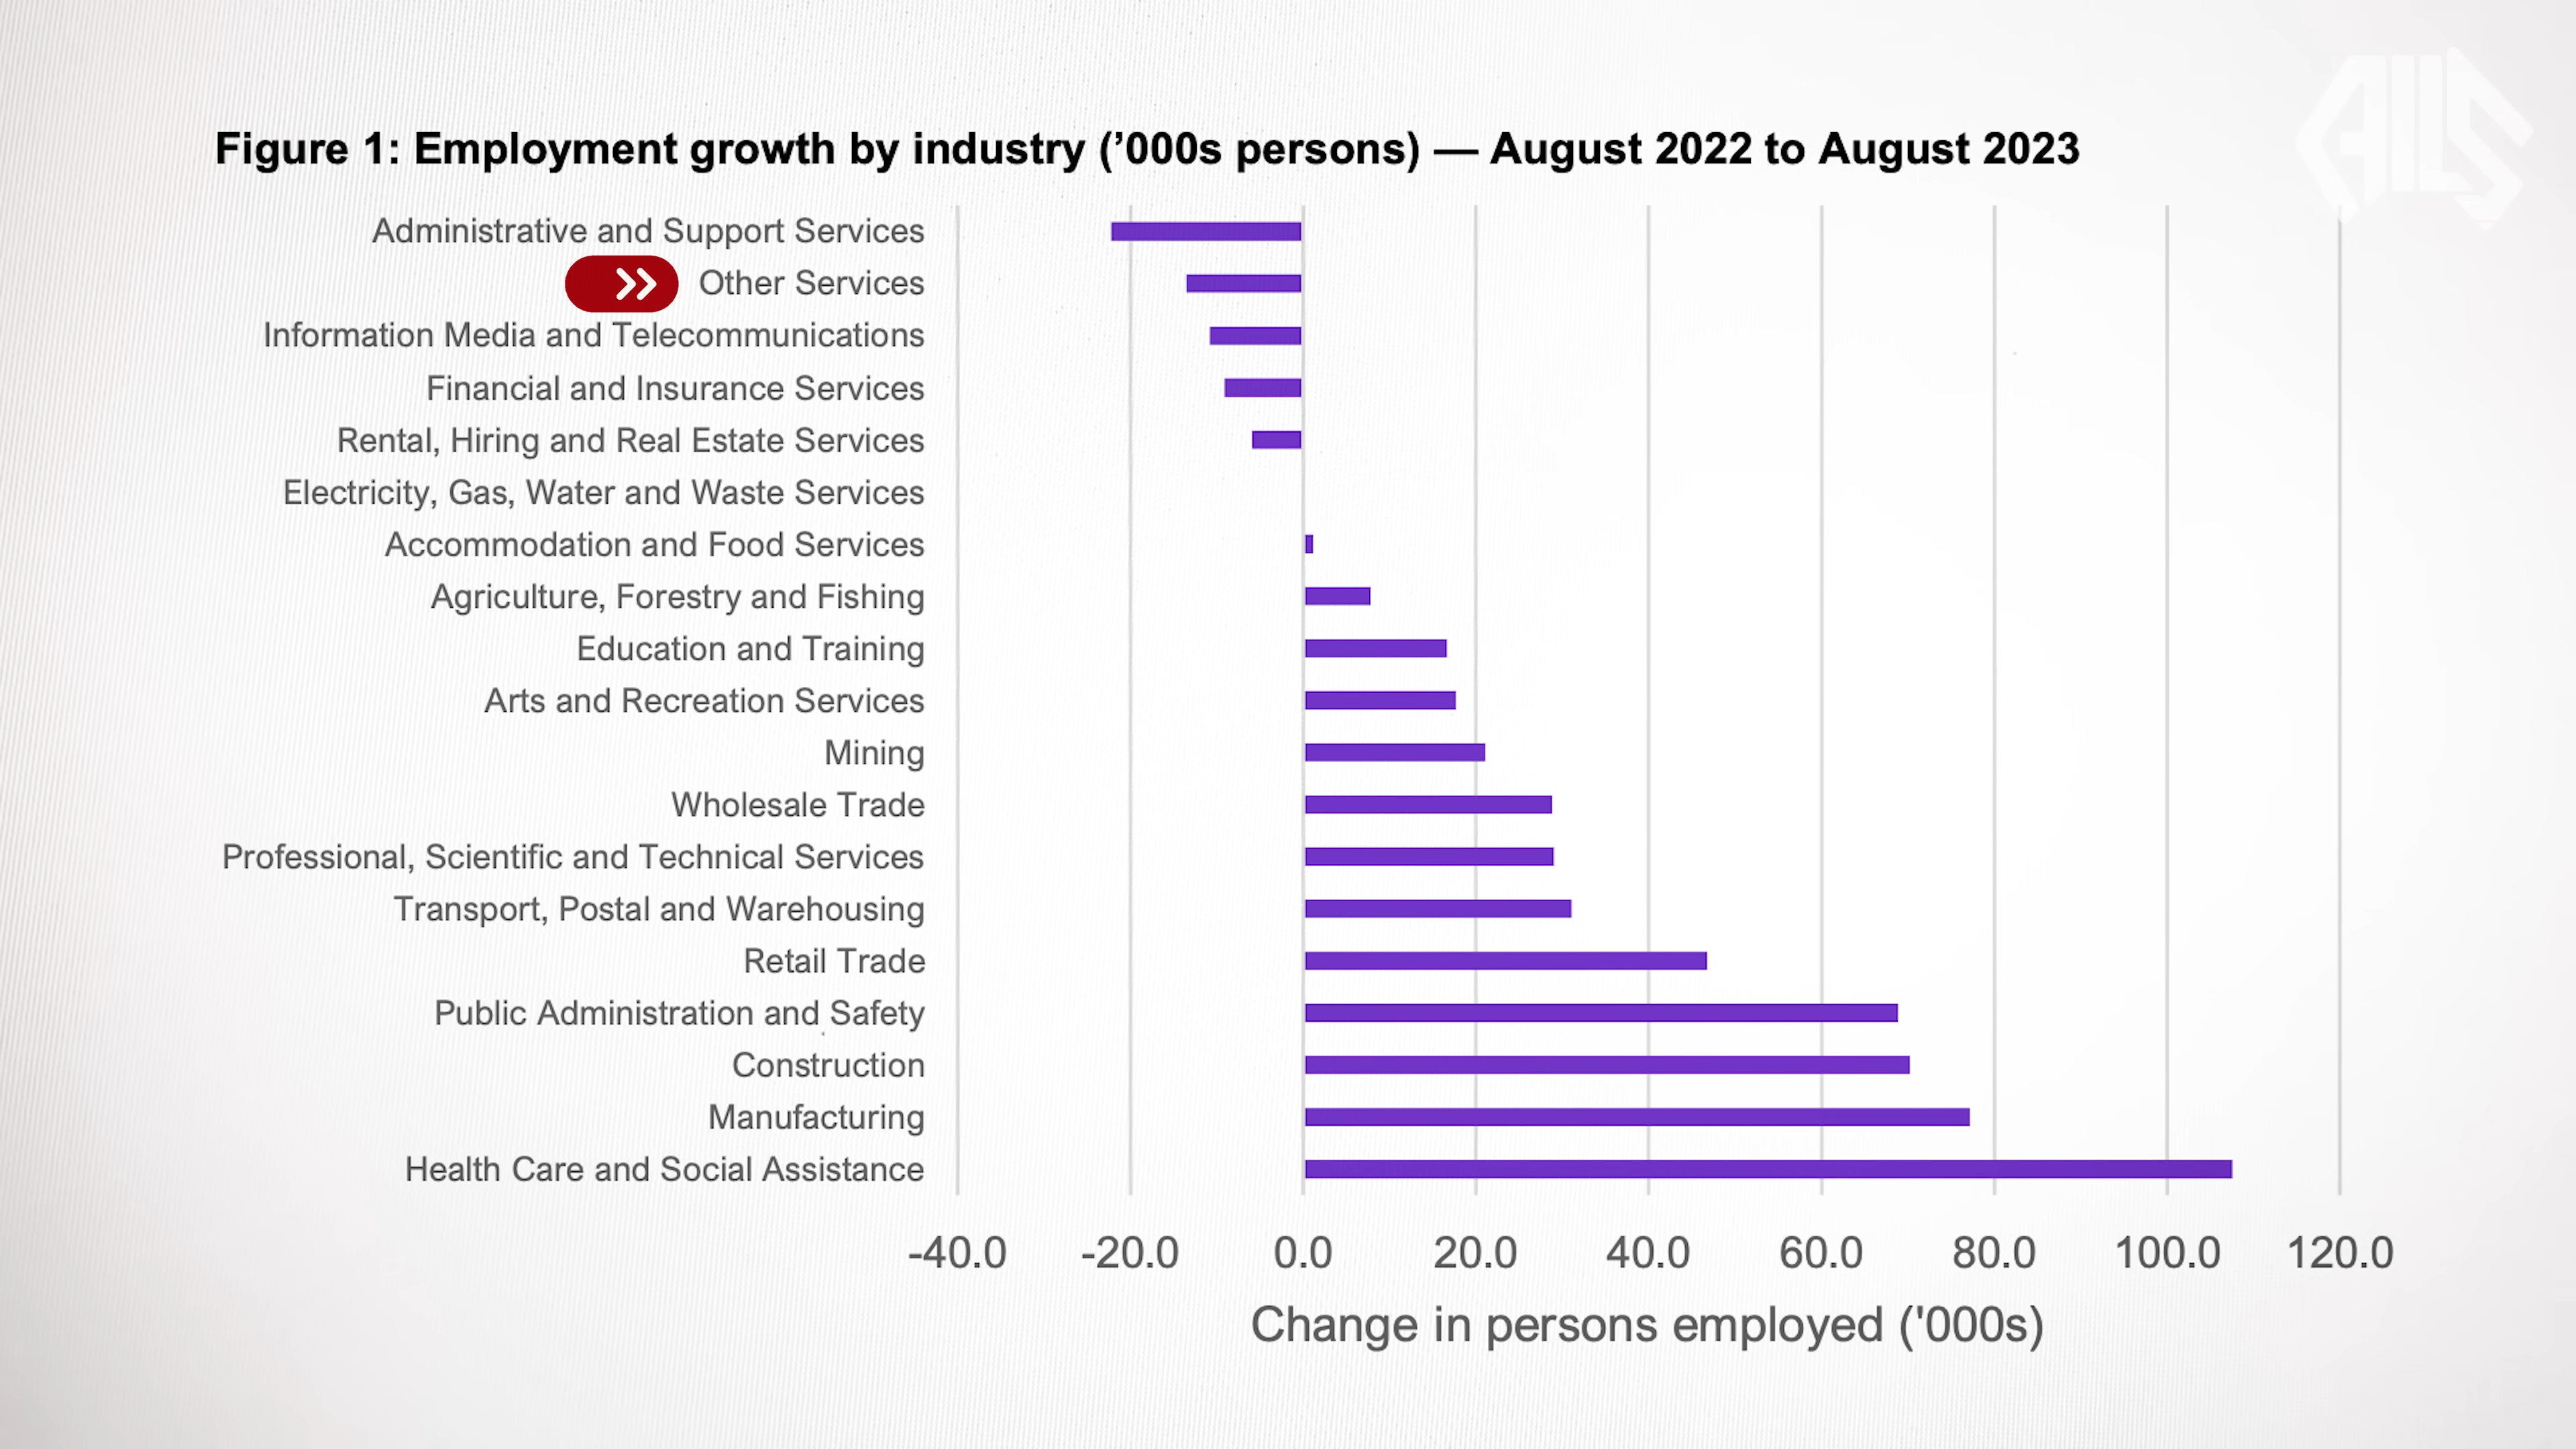 AILS
Figure 1: Employment growth by industry (’000s persons) — August 2022 to August 2023
Administrative and Support Services
Other Services
Information Media and Telecommunications
Financial and Insurance Services
Rental, Hiring and Real Estate Services
Electricity, Gas, Water and Waste Services
Accommodation and Food Services
Agriculture, Forestry and Fishing
Education and Training
Arts and Recreation Services
Mining
Wholesale Trade
Professional, Scientific and Technical Services
Transport, Postal and Warehousing
Retail Trade
Public Administration and Safety
Construction
Manufacturing
Health Care and Social Assistance
-40.0 -20.0 0.0 20.0 40.0 60.0 80.0 100.0 120.0
Change in persons employed ('000s)